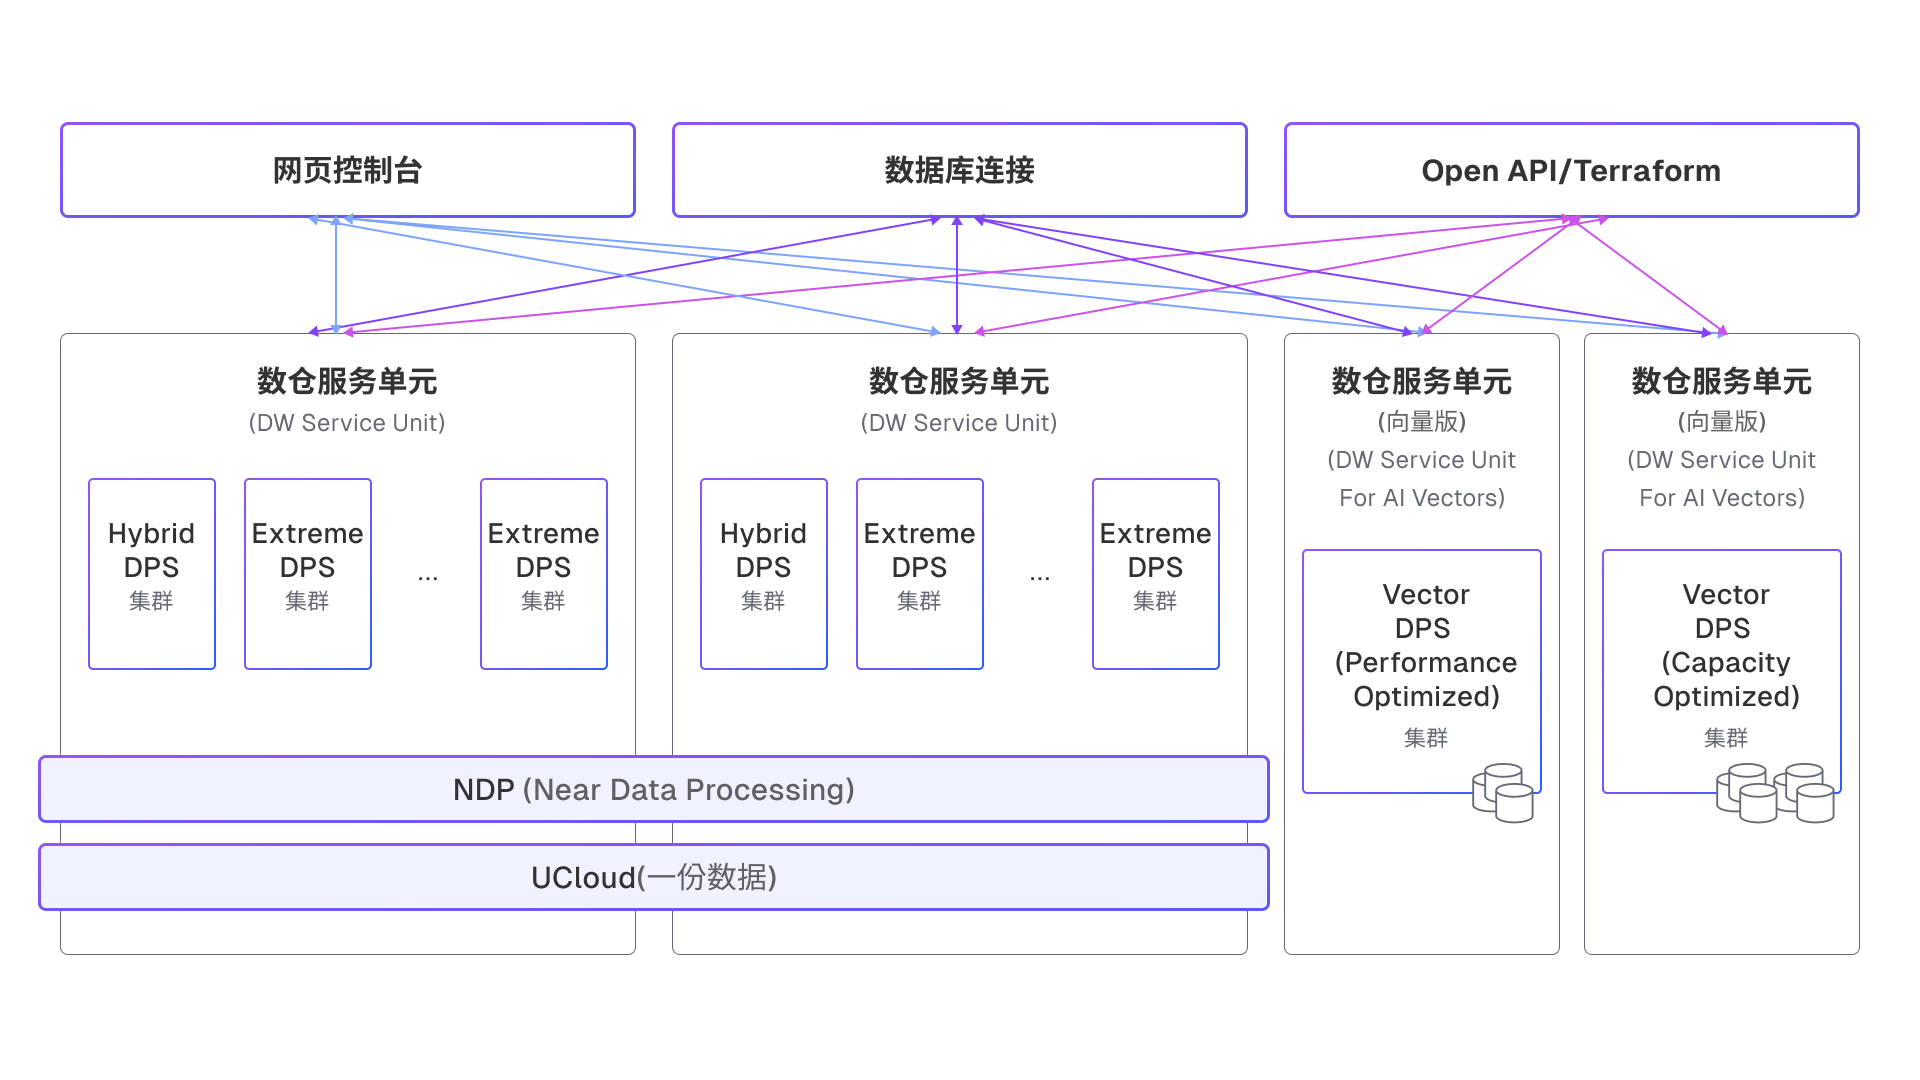 网页控制台
数据库连接
Open API/Terraform
数仓服务单元
(DW Service Unit)
Hybrid
DPS
集群
Extreme
DPS
集群
...
Extreme
DPS
集群
数仓服务单元
(DW Service Unit)
Hybrid
DPS
集群
Extreme
DPS
集群
...
Extreme
DPS
集群
数仓服务单元
(向量版)
(DW Service Unit
For AI Vectors)
Vector
DPS
(Performance
Optimized)
集群
数仓服务单元
(向量版)
(DW Service Unit
For AI Vectors)
Vector
DPS
(Capacity
Optimized)
集群
NDP (Near Data Processing)
UCloud(一份数据)